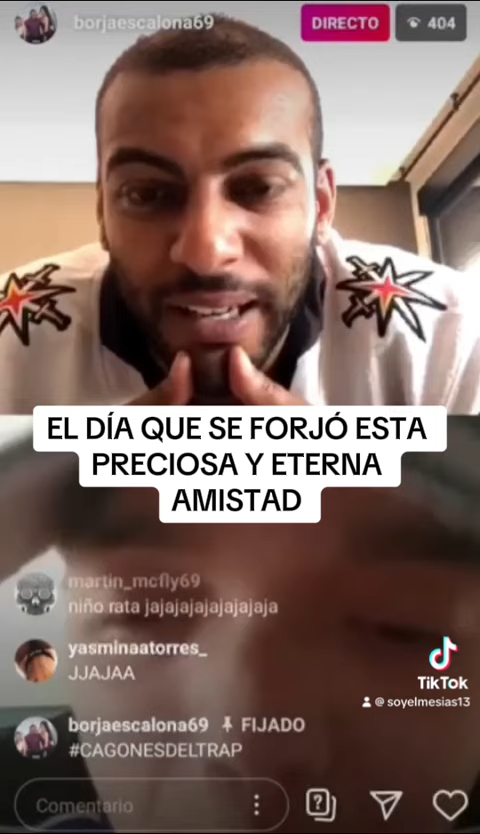 borjaescalona69
DIRECTO
404
EL DÍA QUE SE FORJÓ ESTA
PRECIOSA Y ETERNA
AMISTAD
martin_mcfly69
niño rata jajajajajajajajaja
yasminaatorres_
JJAJAA
TikTok
@ soyelmesias13
borjaescalona69 FIJADO
#CAGONESDELTRAP
Comentario